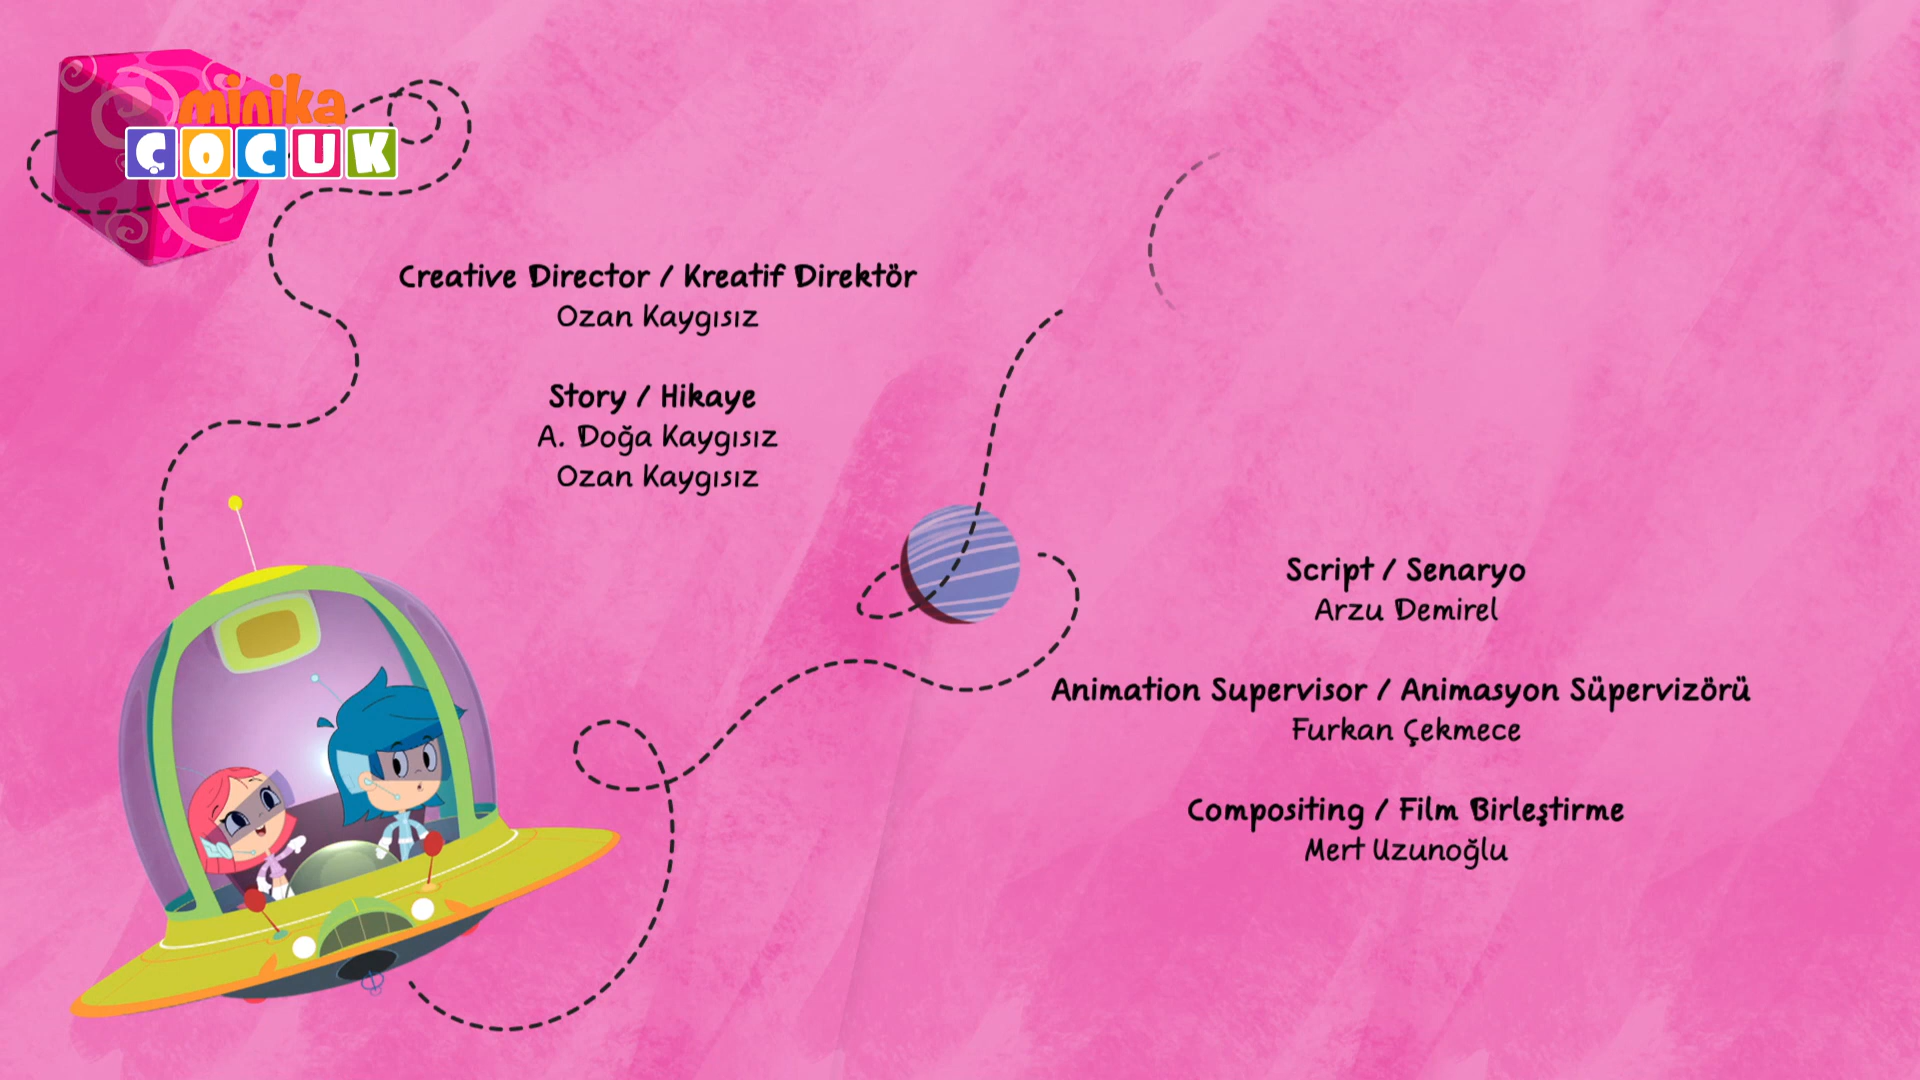 minika
ÇOCUK
Creative Director / Kreatif Direktör
Ozan Kaygısız
Story / Hikaye
A. Doğa Kaygısız
Ozan Kaygısız
Script / Senaryo
Arzu Demirel
Animation Supervisor / Animasyon Süpervizörü
Furkan Çekmece
Compositing / Film Birleştirme
Mert Uzunoğlu